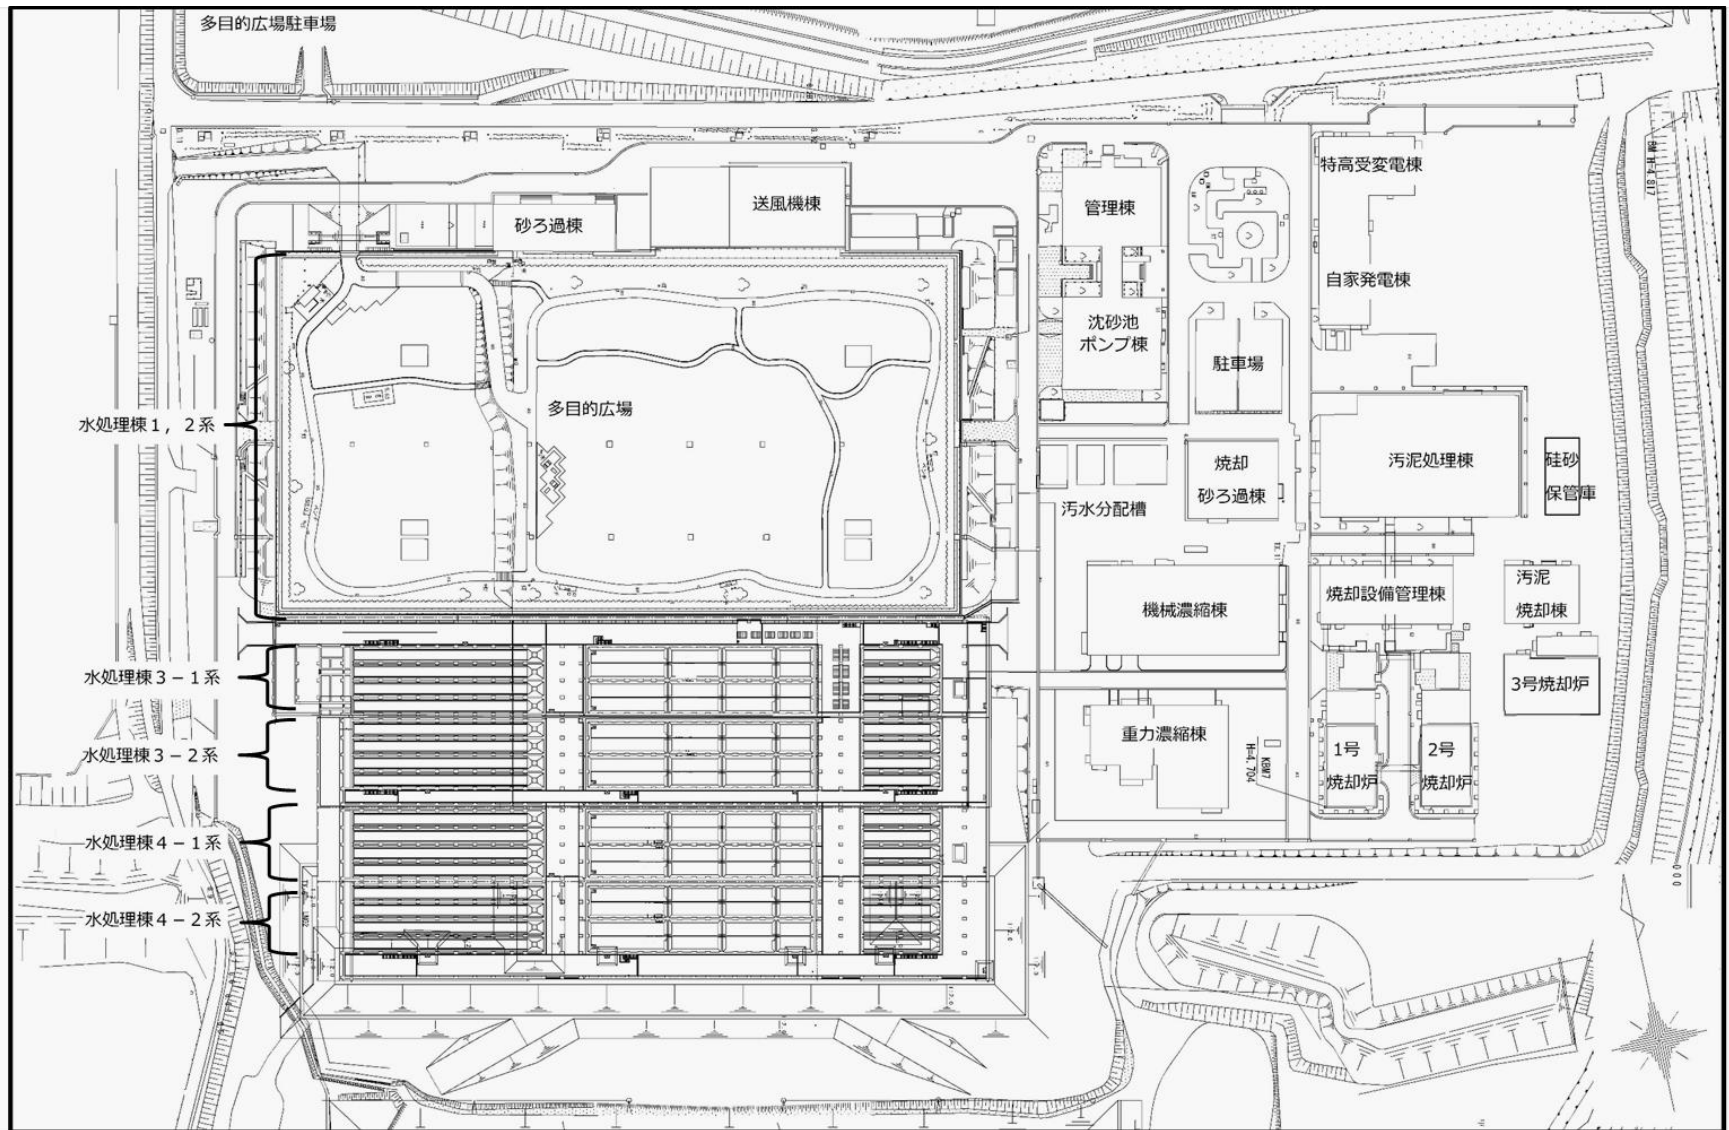 多目的広場駐車場
特高受変電棟
送風機棟
管理棟
砂ろ過棟
自家発電棟
沈砂池
ポンプ棟
駐車場
多目的広場
水処理棟1，2系
焼却
砂ろ過棟
汚泥処理棟
硅砂
保管庫
汚水分配槽
機械濃縮棟
焼却設備管理棟
汚泥
焼却棟
水処理棟3－1系
3号焼却炉
水処理棟3－2系
重力濃縮棟
KBM7
H=4.704
1号
焼却炉
2号
焼却炉
水処理棟4－1系
水処理棟4－2系